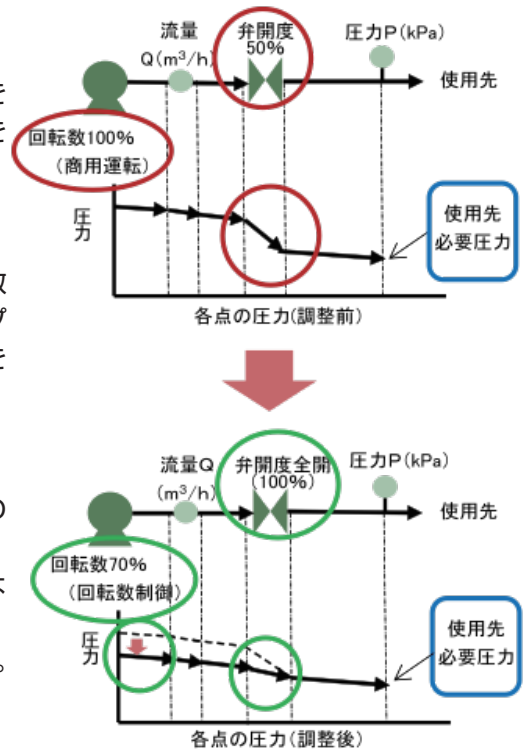 流量
Q(m³/h)
弁開度
50%
圧力P(kPa)
使用先
回転数100%
(商用運転)
圧力
使用先
必要圧力
各点の圧力(調整前)
流量Q
(m³/h)
弁開度全開
(100%)
圧力P(kPa)
使用先
回転数70%
(回転数制御)
圧力
使用先
必要圧力
各点の圧力(調整後)